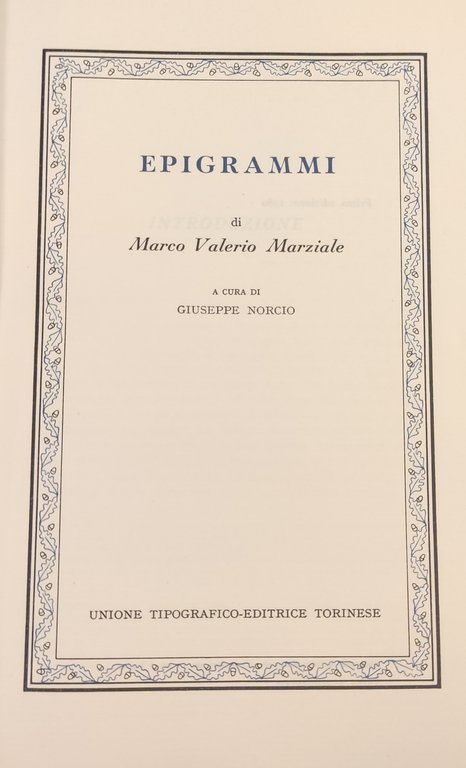 EPIGRAMMI
di
Marco Valerio Marziale
A CURA DI
GIUSEPPE NORCIO
UNIONE TIPOGRAFICO-EDITRICE TORINESE